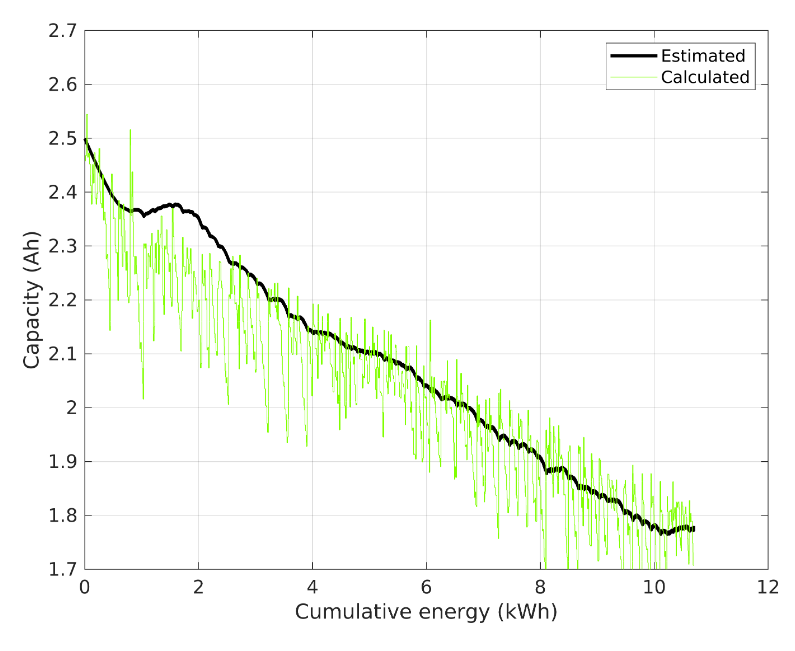 2.7
2.6
2.5
2.4
2.3
2.2
2.1
2
1.9
1.8
1.7
Capacity (Ah)
Estimated
Calculated
0 2 4 6 8 10 12
Cumulative energy (kWh)